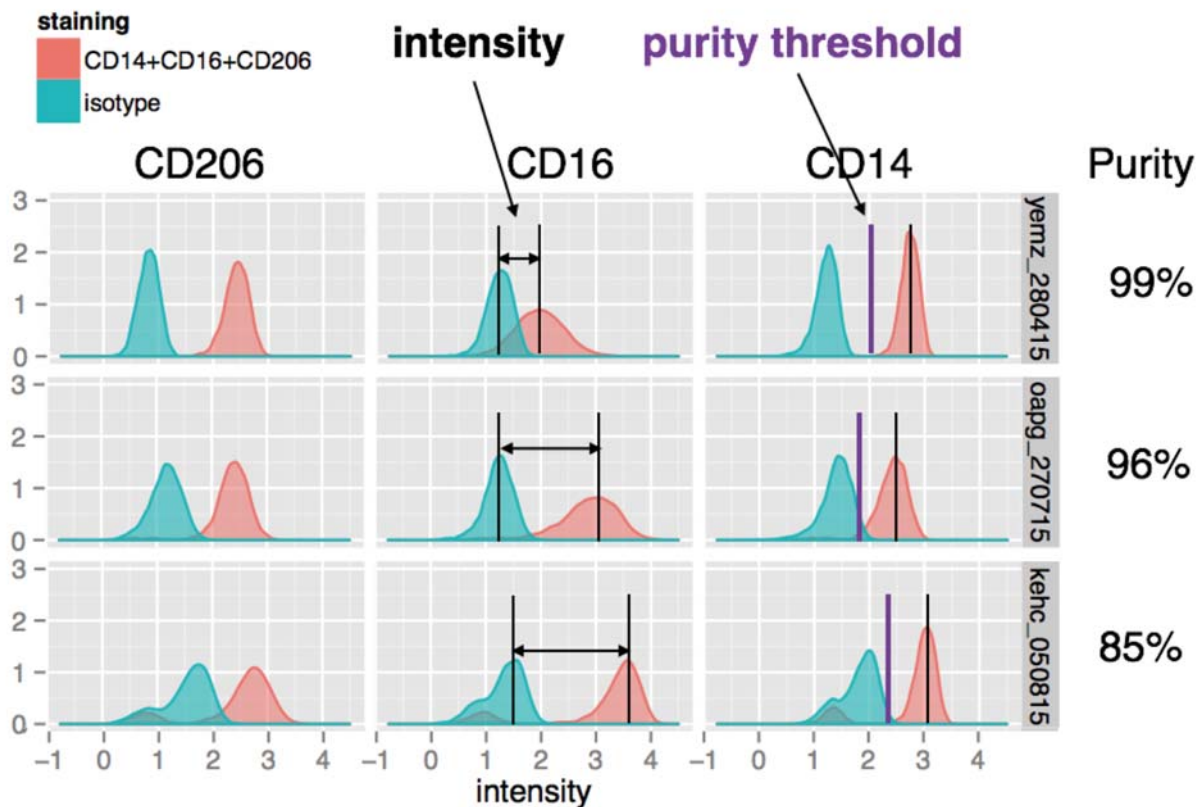 staining
CD14+CD16+CD206
isotype
intensity
purity threshold
CD206
CD16
CD14
Purity
3
2
1
0
yemz_280415
99%
3
2
1
0
oapg_270715
96%
3
2
1
0
kehc_050815
85%
−1 0 1 2 3 4
−1 0 1 2 3 4
−1 0 1 2 3 4
intensity